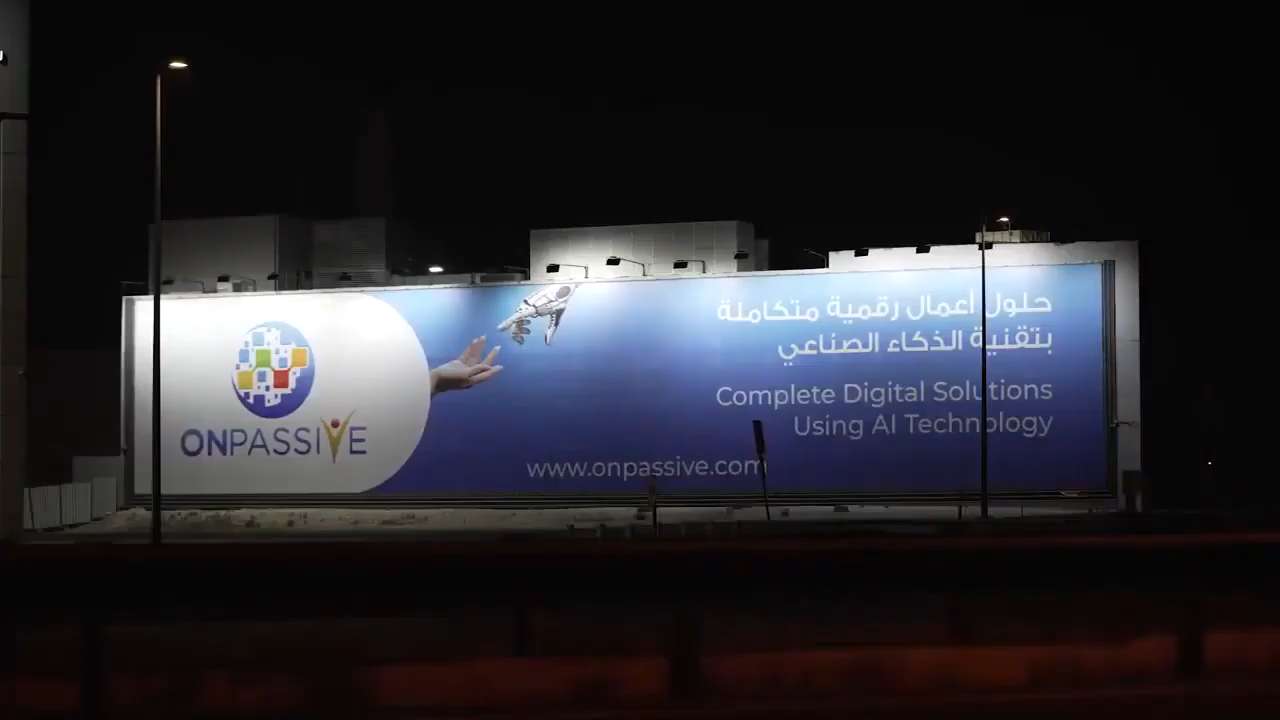 ONPASSIVE
حلول أعمال رقمية متكاملة
بتقنية الذكاء الصناعي
Complete Digital Solutions
Using AI Technology
www.onpassive.com